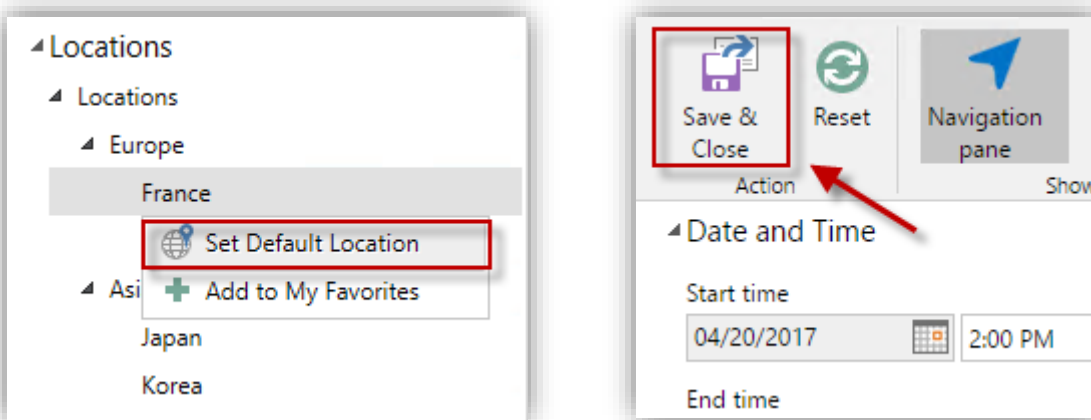 Locations
Locations
Europe
France
Set Default Location
Asi
Add to My Favorites
Japan
Korea
Save &
Close
Reset
Navigation
pane
Action
Show
Date and Time
Start time
04/20/2017
2:00 PM
End time